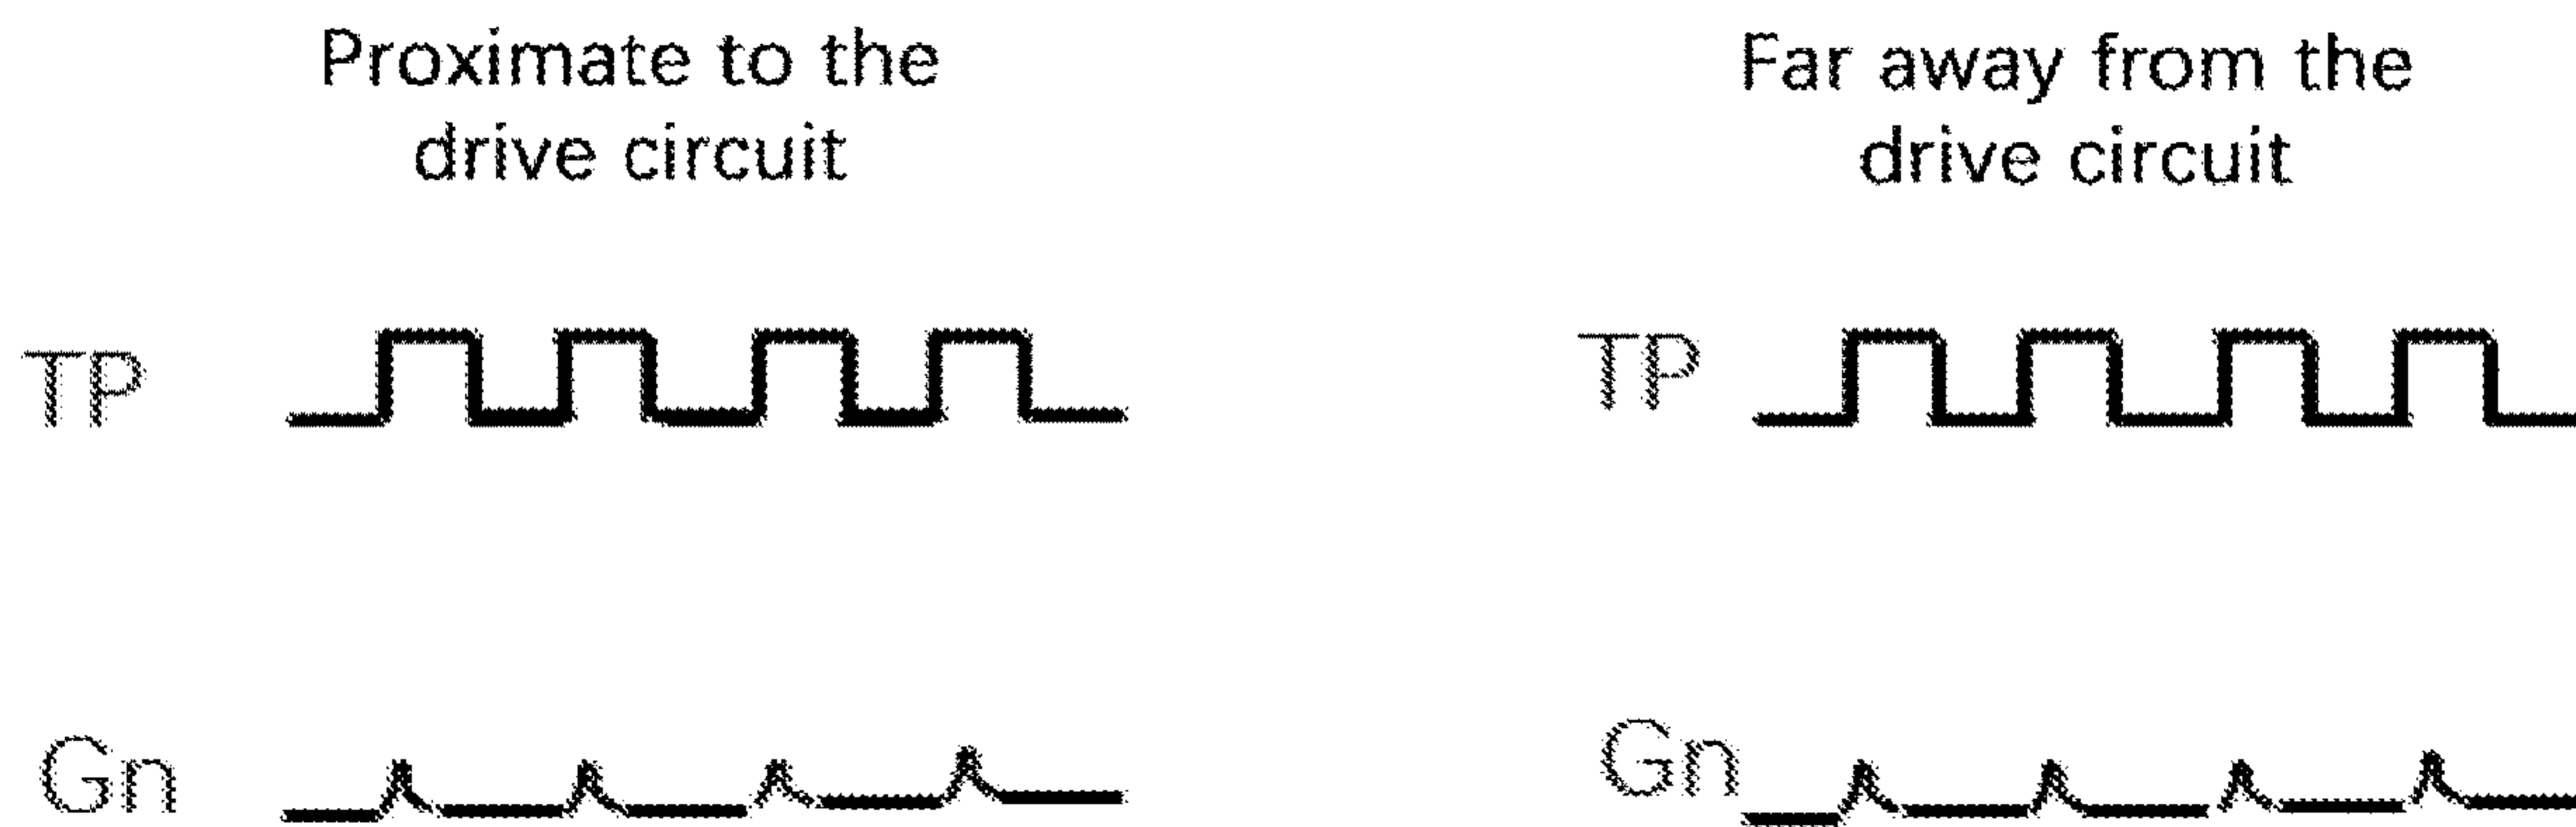 Proximate to the
drive circuit
Far away from the
drive circuit
TP
TP
Gn
Gn